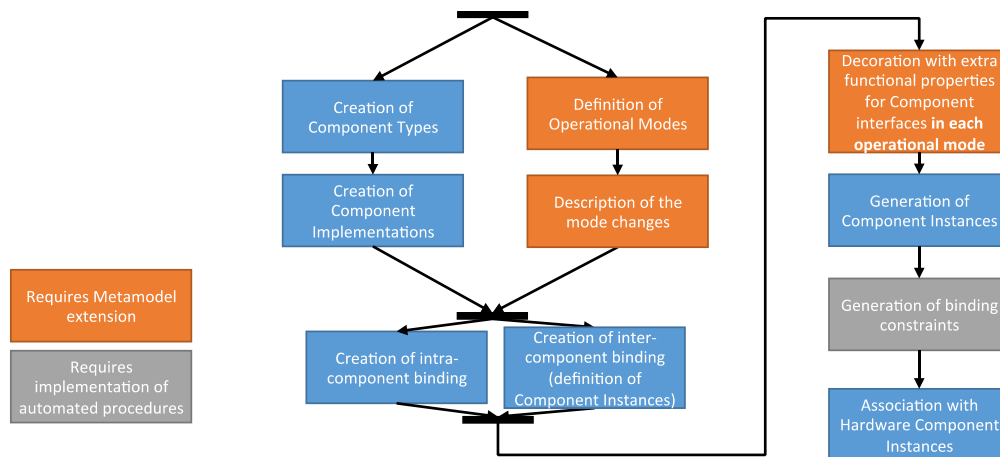 Creation of
Component Types
Definition of
Operational Modes
Creation of
Component
Implementations
Description of the
mode changes
Requires Metamodel
extension
Requires
implementation of
automated procedures
Creation of intra-
component binding
Creation of inter-
component binding
(definition of
Component Instances)
Decoration with extra
functional properties
for Component
interfaces in each
operational mode
Generation of
Component Instances
Generation of binding
constraints
Association with
Hardware Component
Instances